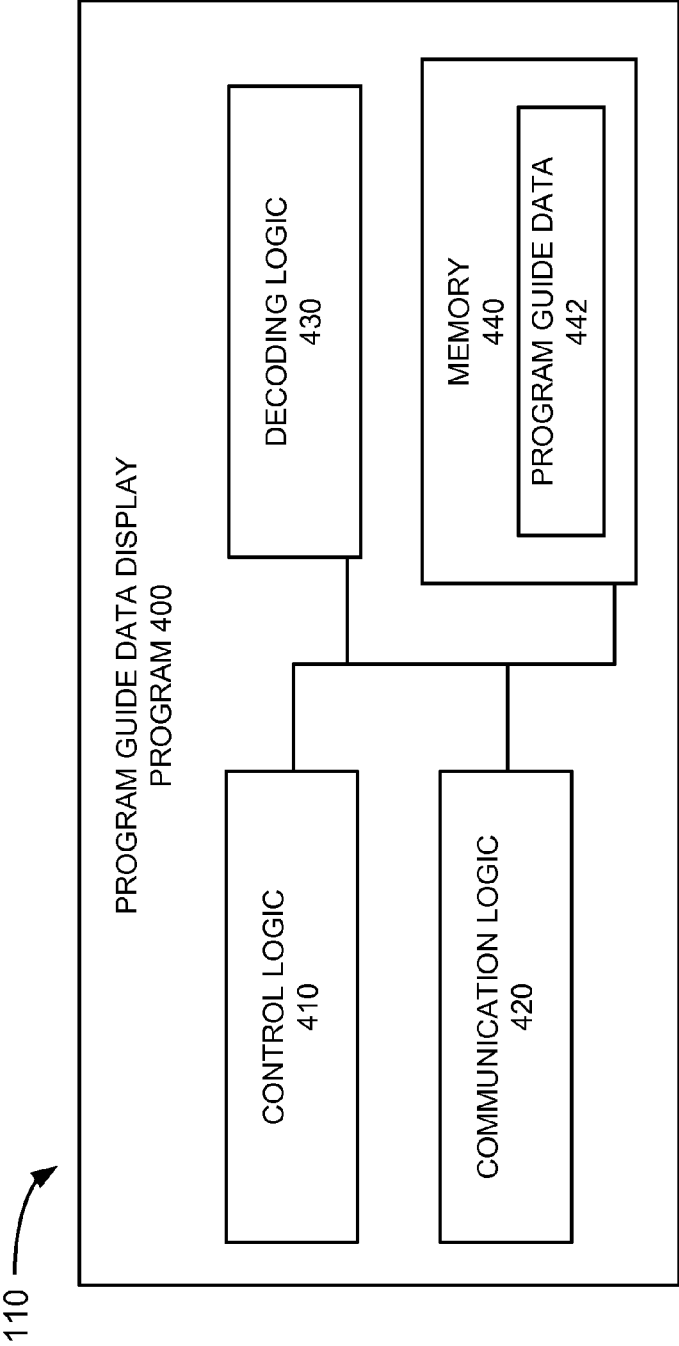 110
PROGRAM GUIDE DATA DISPLAY
PROGRAM 400
CONTROL LOGIC
410
DECODING LOGIC
430
COMMUNICATION LOGIC
420
MEMORY
440
PROGRAM GUIDE DATA
442